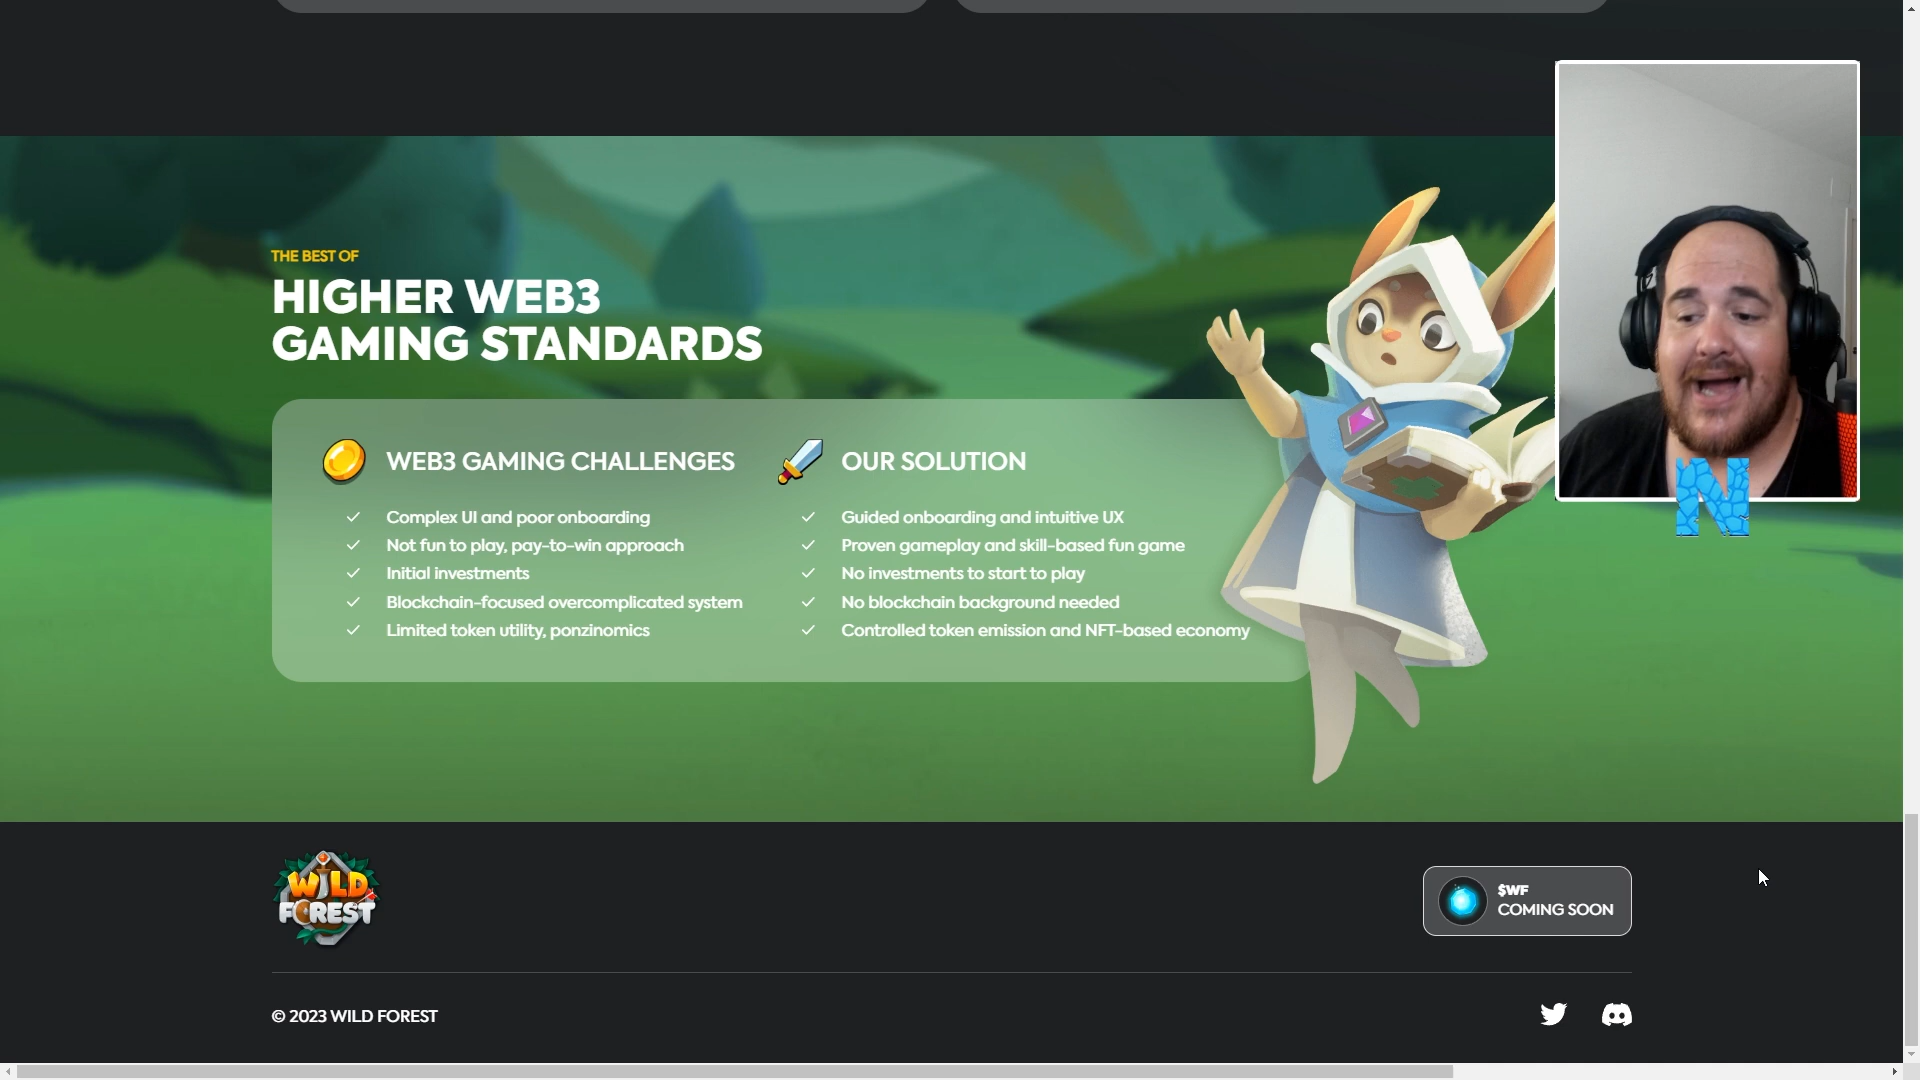 THE BEST OF
HIGHER WEB3
GAMING STANDARDS
WEB3 GAMING CHALLENGES
Complex UI and poor onboarding
Not fun to play, pay-to-win approach
Initial investments
Blockchain-focused overcomplicated system
Limited token utility, ponzinomics
OUR SOLUTION
Guided onboarding and intuitive UX
Proven gameplay and skill-based fun game
No investments to start to play
No blockchain background needed
Controlled token emission and NFT-based economy
N
WILD
FOREST
$WF
COMING SOON
© 2023 WILD FOREST